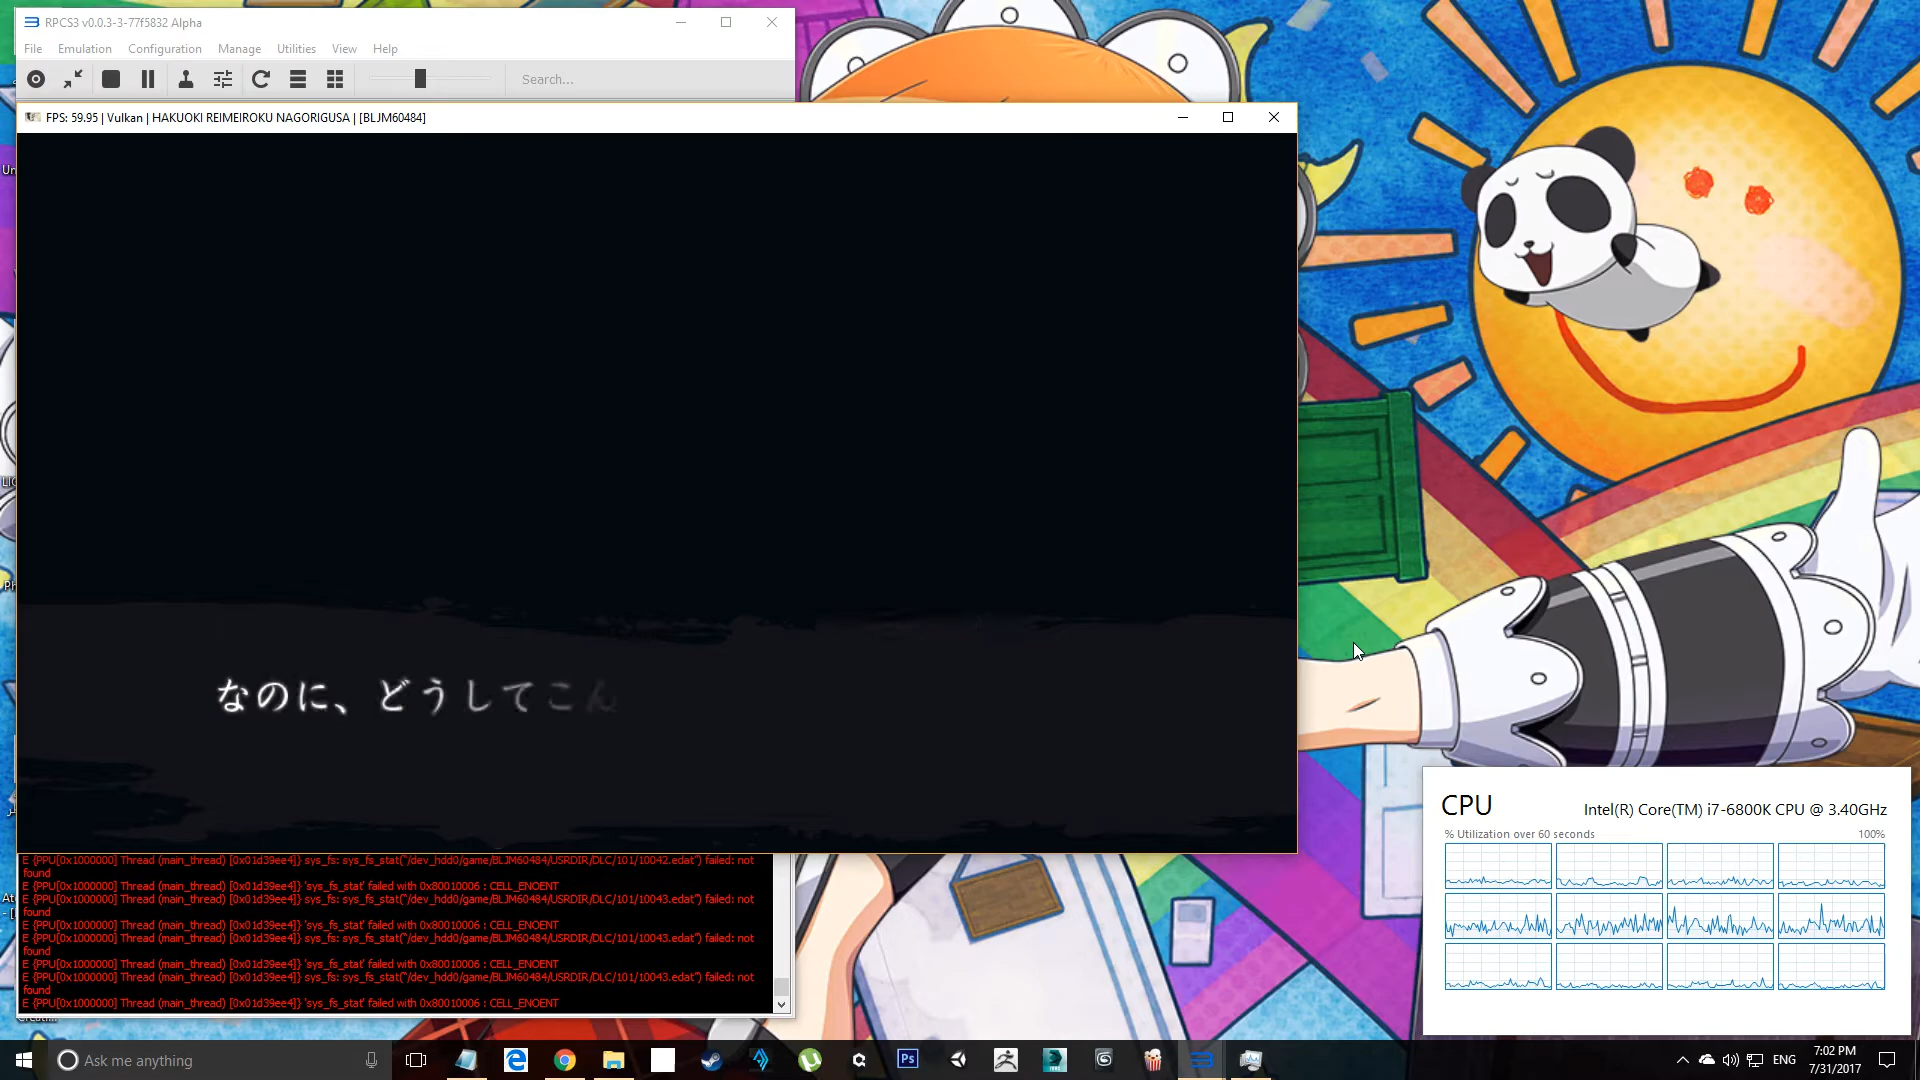 RPCS3 v0.0.3-3-77f5832 Alpha
File Emulation Configuration Manage Utilities View Help
Search...
FPS: 59.95 | Vulkan | HAKUOKI REIMEIROKU NAGORIGUSA | [BLJM60484]
なのに、どうしてこん
E {PPU[0x1000000] Thread (main_thread) [0x01d39ee4]} sys_fs: sys_fs_stat("/dev_hdd0/game/BLJM60484/USRDIR/DLC/101/10042.edat") failed: not
found
E {PPU[0x1000000] Thread (main_thread) [0x01d39ee4]} 'sys_fs_stat' failed with 0x80010006 : CELL_ENOENT
E {PPU[0x1000000] Thread (main_thread) [0x01d39ee4]} sys_fs: sys_fs_stat("/dev_hdd0/game/BLJM60484/USRDIR/DLC/101/10043.edat") failed: not
found
E {PPU[0x1000000] Thread (main_thread) [0x01d39ee4]} 'sys_fs_stat' failed with 0x80010006 : CELL_ENOENT
E {PPU[0x1000000] Thread (main_thread) [0x01d39ee4]} sys_fs: sys_fs_stat("/dev_hdd0/game/BLJM60484/USRDIR/DLC/101/10043.edat") failed: not
found
E {PPU[0x1000000] Thread (main_thread) [0x01d39ee4]} 'sys_fs_stat' failed with 0x80010006 : CELL_ENOENT
E {PPU[0x1000000] Thread (main_thread) [0x01d39ee4]} sys_fs: sys_fs_stat("/dev_hdd0/game/BLJM60484/USRDIR/DLC/101/10043.edat") failed: not
found
E {PPU[0x1000000] Thread (main_thread) [0x01d39ee4]} 'sys_fs_stat' failed with 0x80010006 : CELL_ENOENT
CPU
Intel(R) Core(TM) i7-6800K CPU @ 3.40GHz
% Utilization over 60 seconds 100%
Ask me anything
Ps
ENG
7:02 PM
7/31/2017